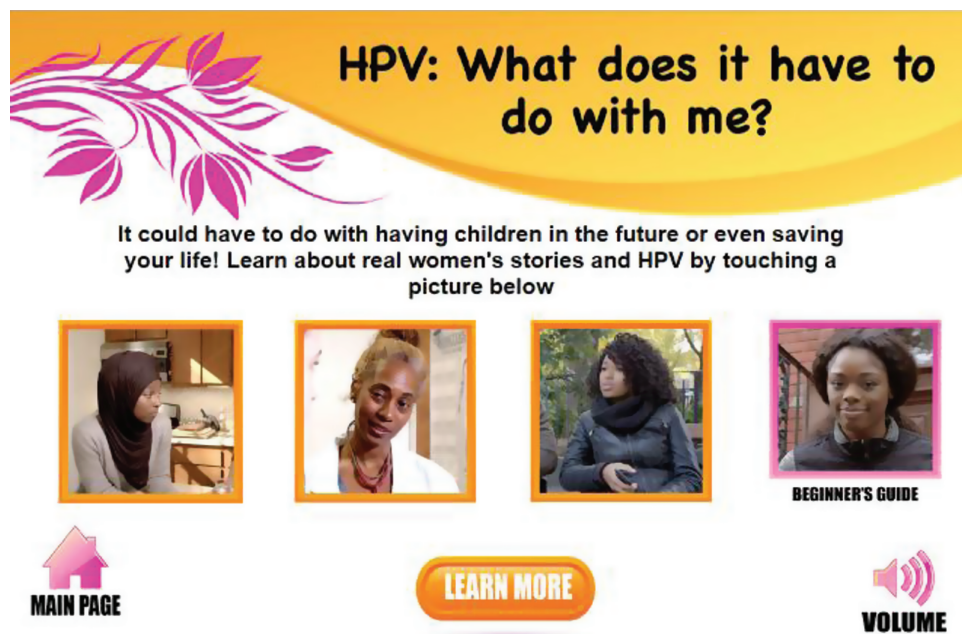 HPV: What does it have to
do with me?
It could have to do with having children in the future or even saving
your life! Learn about real women's stories and HPV by touching a
picture below
BEGINNER'S GUIDE
MAIN PAGE
LEARN MORE
VOLUME